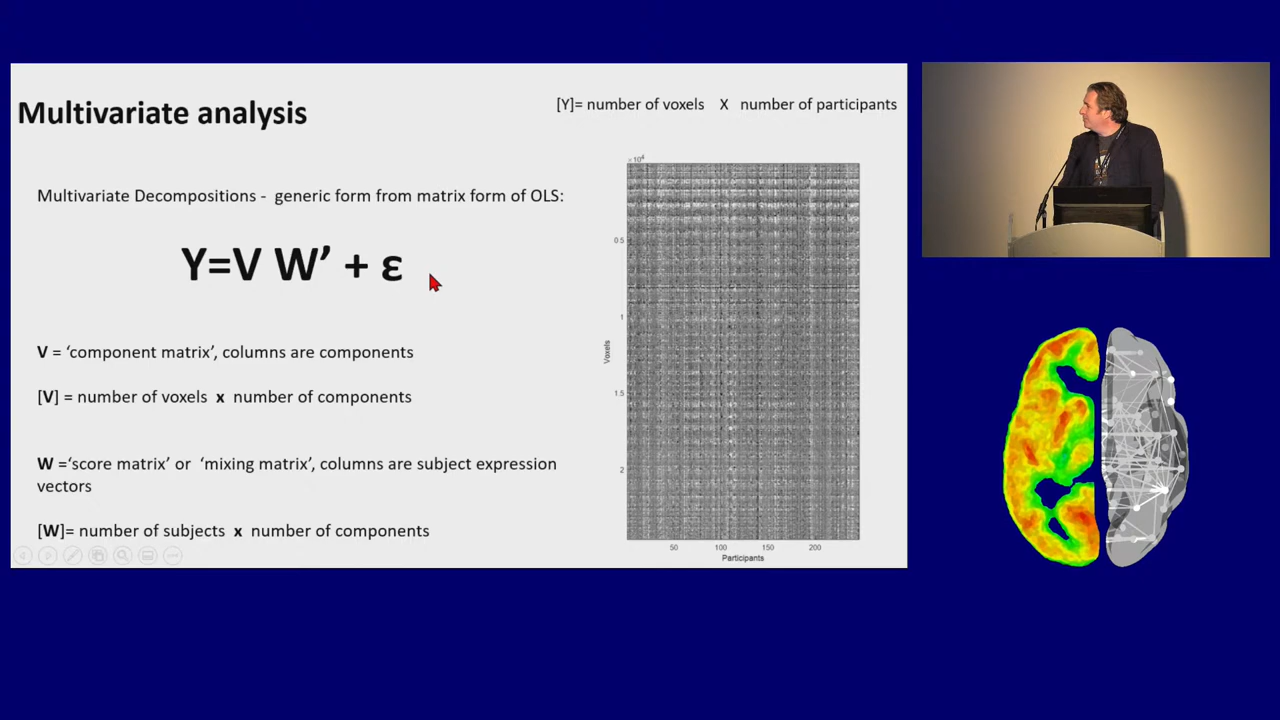 Multivariate analysis
[Y]= number of voxels X number of participants
Multivariate Decompositions - generic form from matrix form of OLS:
Y=V W’ + ε
V = ‘component matrix’, columns are components
[V] = number of voxels x number of components
W =‘score matrix’ or ‘mixing matrix’, columns are subject expression
vectors
[W]= number of subjects x number of components
× 10⁴
0.5
1
1.5
2
Voxels
50 100 150 200
Participants